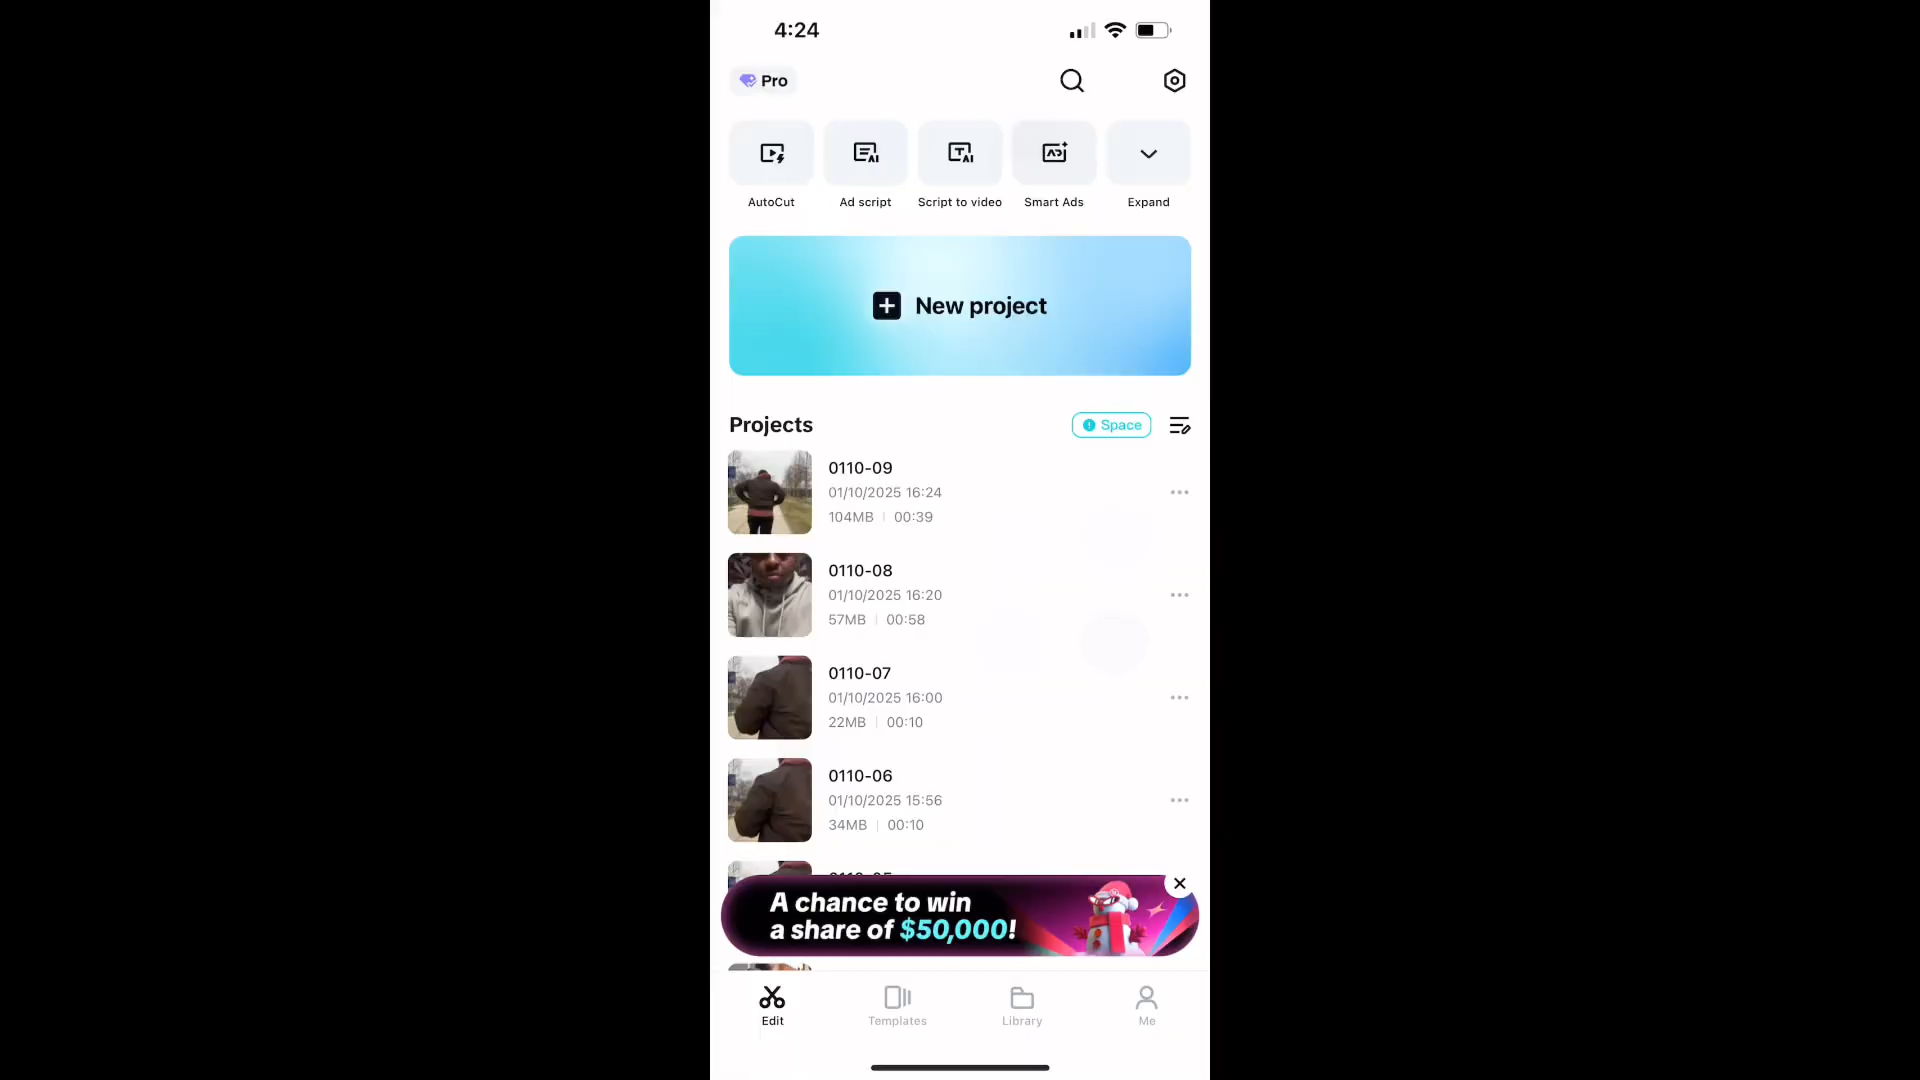 4:24
Pro
AutoCut
Ad script
Script to video
Smart Ads
Expand
New project
Projects
Space
0110-09
01/10/2025 16:24
104MB | 00:39
0110-08
01/10/2025 16:20
57MB | 00:58
0110-07
01/10/2025 16:00
22MB | 00:10
0110-06
01/10/2025 15:56
34MB | 00:10
A chance to win
a share of $50,000!
Edit
Templates
Library
Me